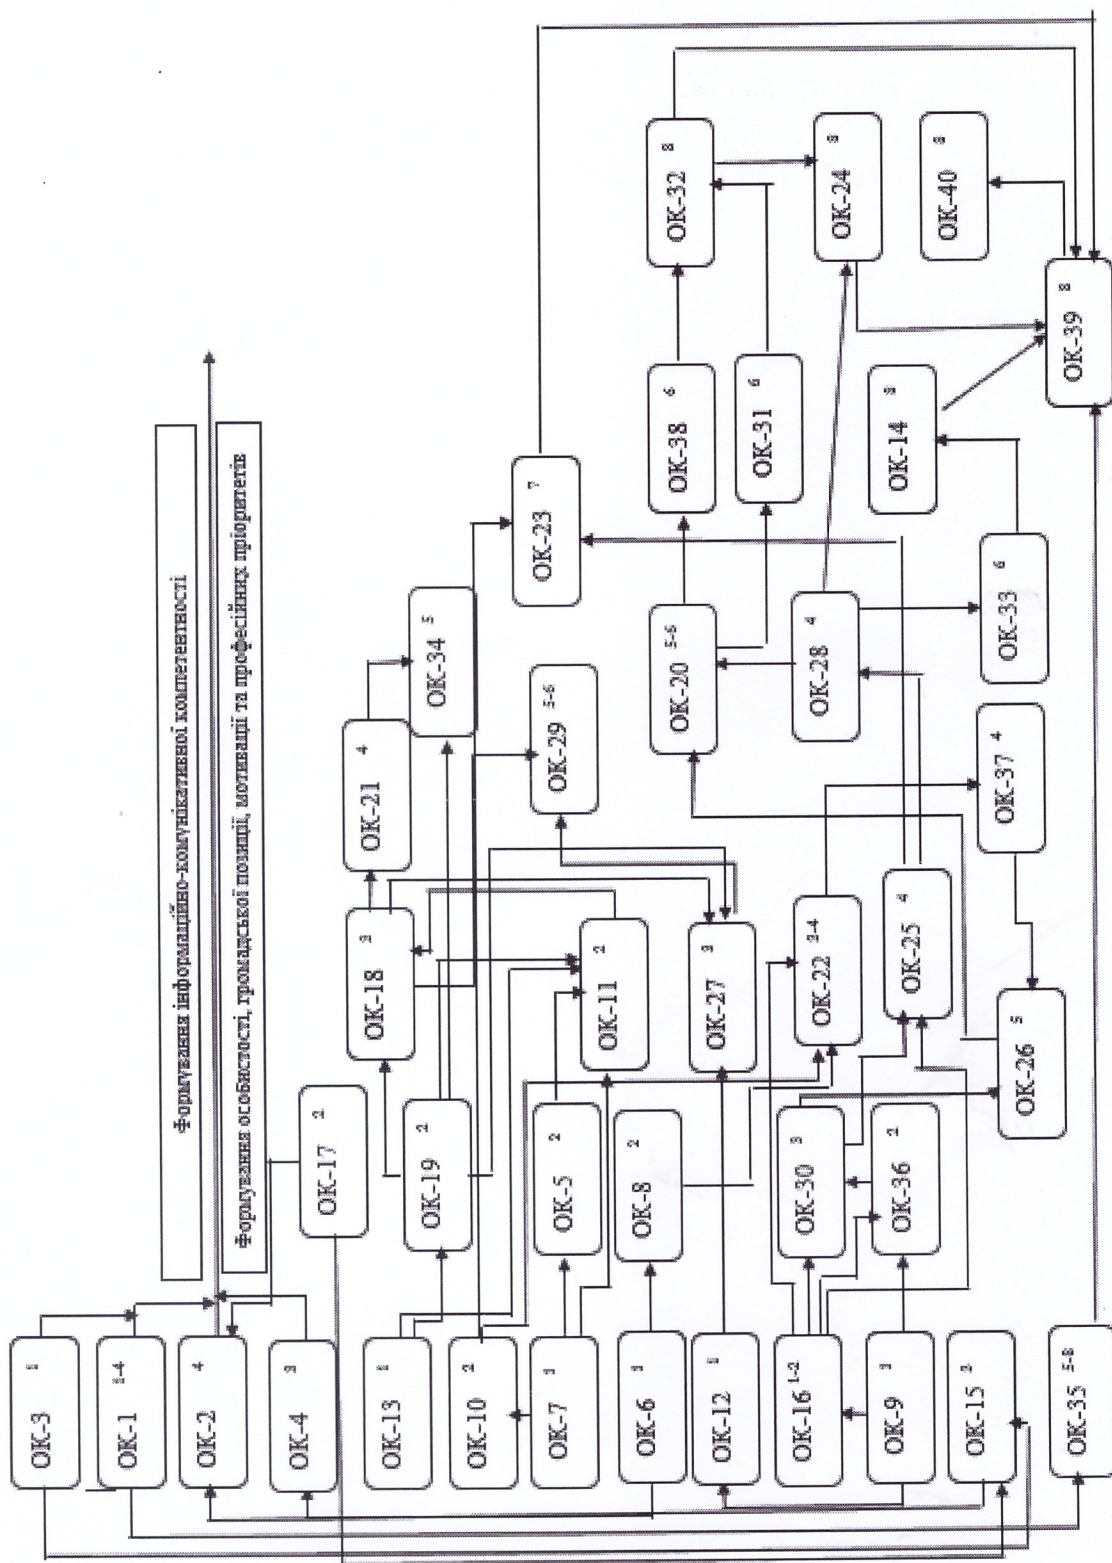 Формування інформаційно-комунікативної компетентності
Формування особистості, громадської позиції, мотивації та професійних пріоритетів
ОК-3 1
ОК-1 1-4
ОК-2 4
ОК-4 3
ОК-13 1
ОК-10 2
ОК-7 1
ОК-6 1
ОК-12 1
ОК-16 1-2
ОК-9 1
ОК-15 2
ОК-35 5-8
ОК-17 2
ОК-19 2
ОК-5 2
ОК-8 2
ОК-30 3
ОК-36 2
ОК-18 3
ОК-11 2
ОК-27 3
ОК-22 3-4
ОК-25 4
ОК-26 5
ОК-21 4
ОК-34 5
ОК-29 5-6
ОК-20 5-6
ОК-28 4
ОК-37 4
ОК-23 7
ОК-38 6
ОК-31 6
ОК-14 8
ОК-33 6
ОК-32 8
ОК-24 8
ОК-40 8
ОК-39 8